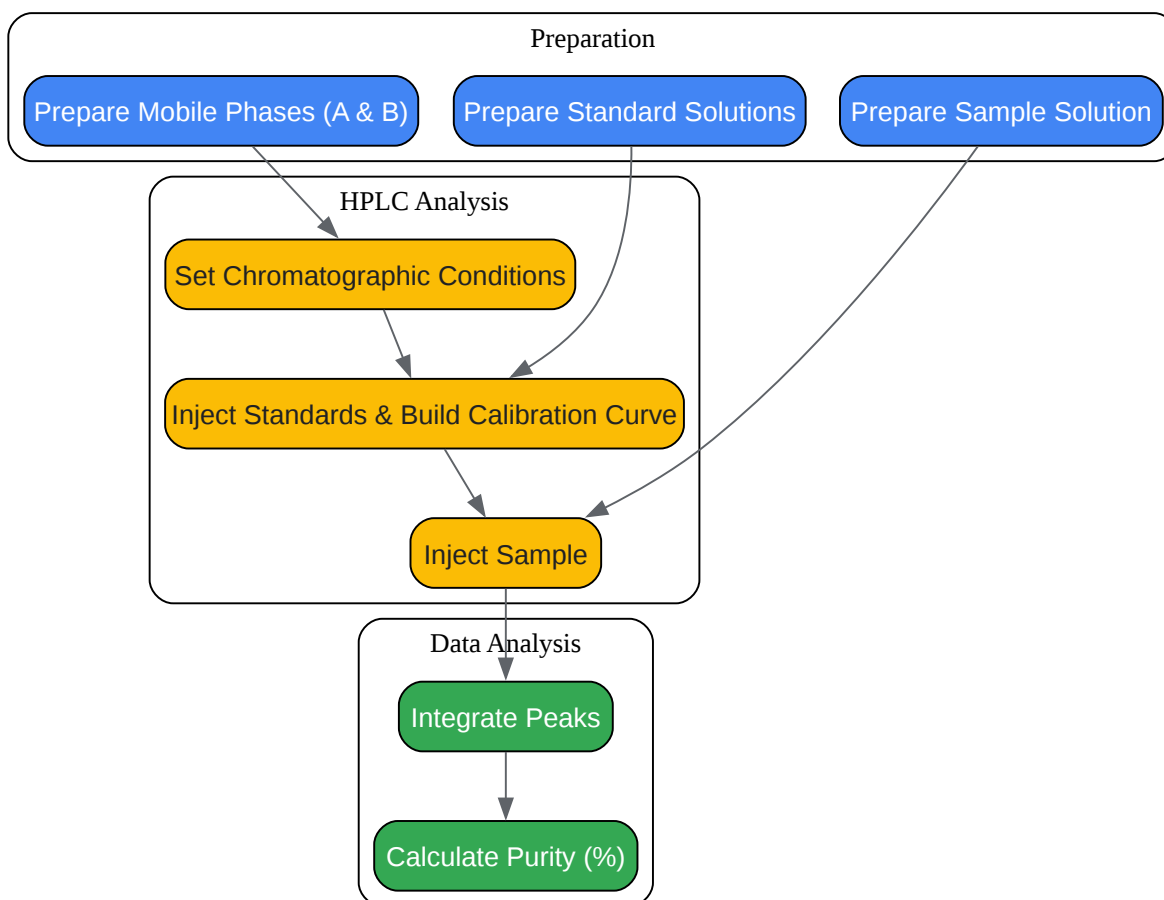 Preparation
Prepare Mobile Phases (A & B)
Prepare Standard Solutions
Prepare Sample Solution
HPLC Analysis
Set Chromatographic Conditions
Inject Standards & Build Calibration Curve
Inject Sample
Data Analysis
Integrate Peaks
Calculate Purity (%)